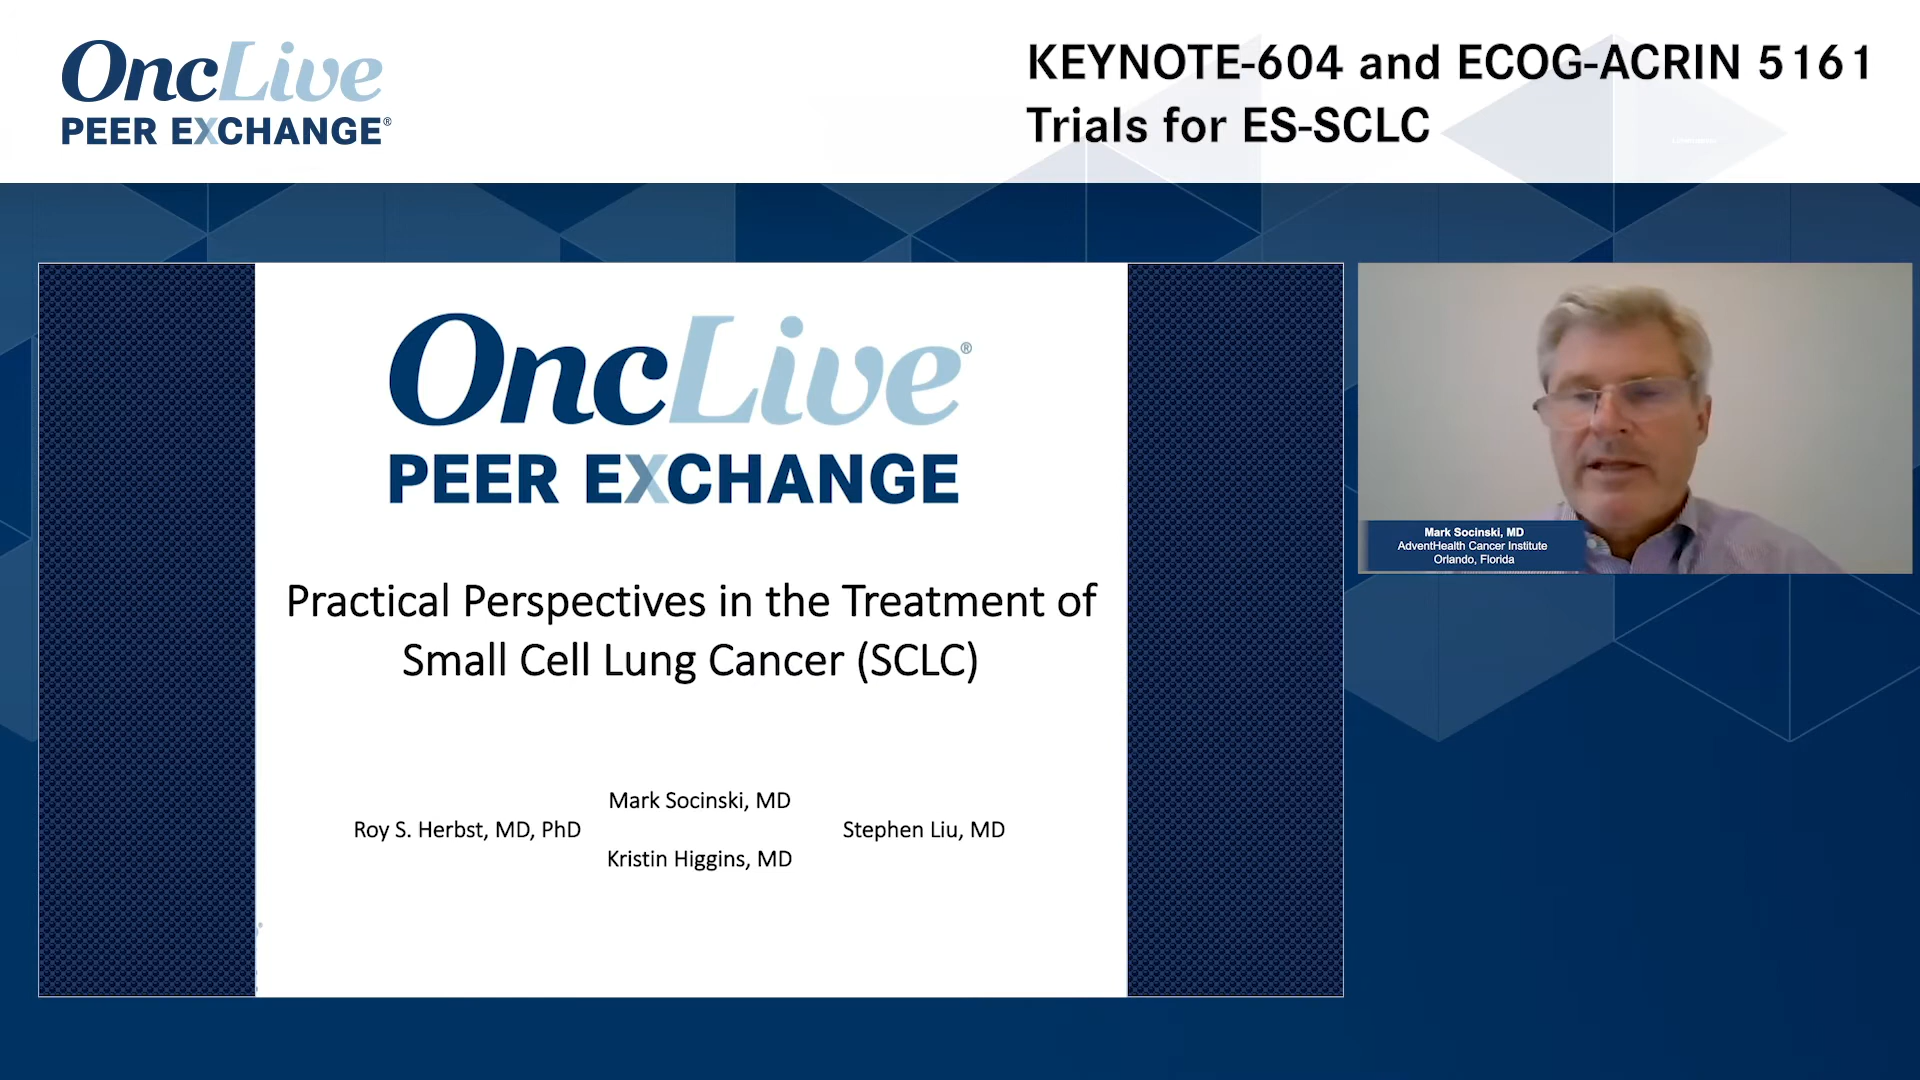 OncLive
PEER EXCHANGE®
KEYNOTE-604 and ECOG-ACRIN 5161
Trials for ES-SCLC
OncLive®
PEER EXCHANGE
Practical Perspectives in the Treatment of
Small Cell Lung Cancer (SCLC)
Mark Socinski, MD
Roy S. Herbst, MD, PhD
Stephen Liu, MD
Kristin Higgins, MD
Mark Socinski, MD
AdventHealth Cancer Institute
Orlando, Florida